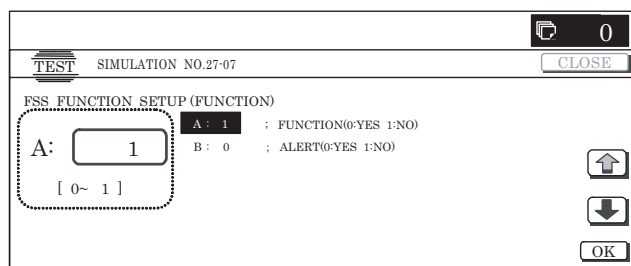 0
TEST SIMULATION NO.27-07 CLOSE
FSS FUNCTION SETUP (FUNCTION)
A : 1 ; FUNCTION(0:YES 1:NO)
A: 1 B : 0 ; ALERT(0:YES 1:NO)
[ 0~ 1 ]
OK